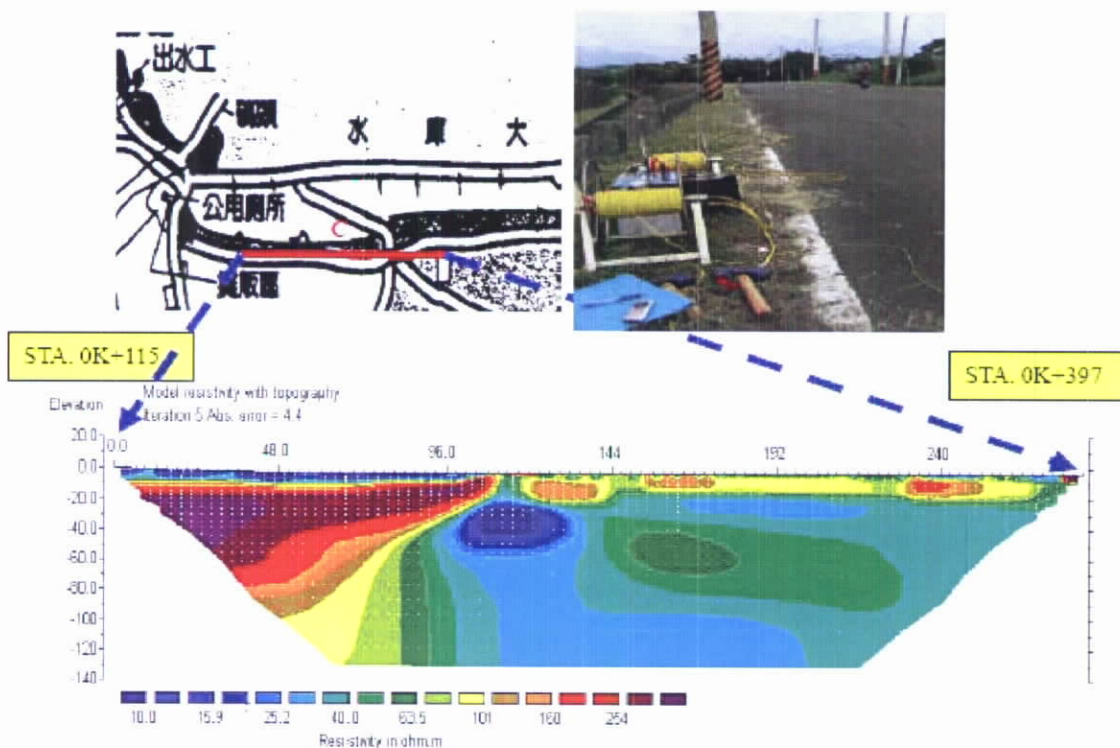 出水工
水庫大
公用廁所
STA. 0K+115
STA. 0K+397
Model resistivity with topography
Elevation
Iteration 5 Abs. error = 4.4
20.0
0.0
48.0
96.0
144
192
240
0.0
-20.0
-40.0
-60.0
-80.0
-100.0
-120.0
-140
10.0 15.9 25.2 40.0 63.5 101 160 254
Resistivity in ohm.m